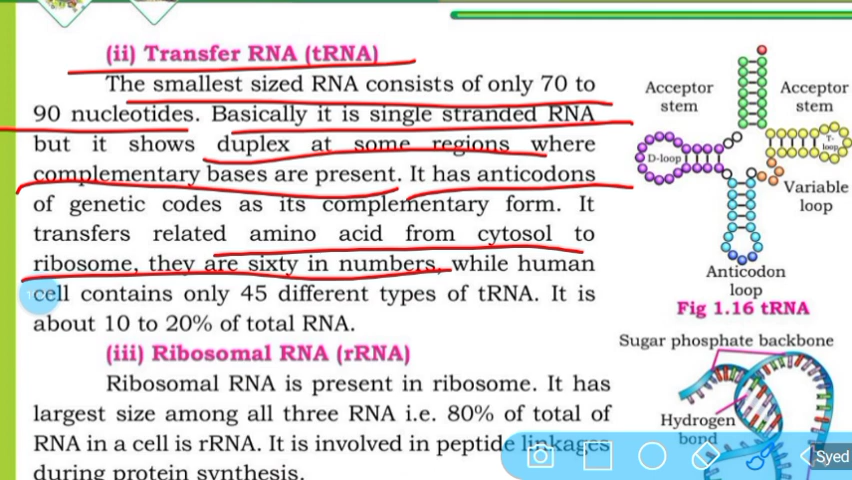 (ii) Transfer RNA (tRNA)
The smallest sized RNA consists of only 70 to
90 nucleotides. Basically it is single stranded RNA
but it shows duplex at some regions where
complementary bases are present. It has anticodons
of genetic codes as its complementary form. It
transfers related amino acid from cytosol to
ribosome, they are sixty in numbers, while human
cell contains only 45 different types of tRNA. It is
about 10 to 20% of total RNA.
(iii) Ribosomal RNA (rRNA)
Ribosomal RNA is present in ribosome. It has
largest size among all three RNA i.e. 80% of total of
RNA in a cell is rRNA. It is involved in peptide linkages
during protein synthesis.
Acceptor
stem
Acceptor
stem
D-loop
T-
loop
Variable
loop
Anticodon
loop
Fig 1.16 tRNA
Sugar phosphate backbone
Hydrogen
bond
Syed